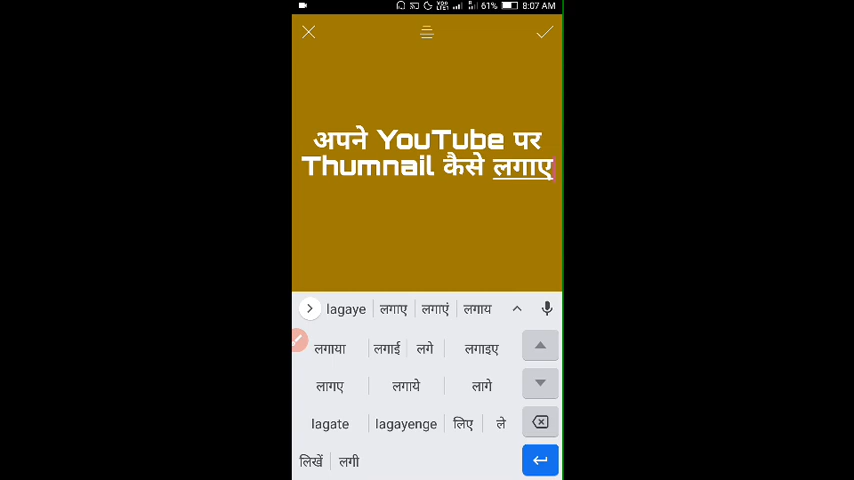 61% 8:07 AM
अपने YouTube पर
Thumnail कैसे लगाए
lagaye लगाए लगाएं लगाय
लगाया लगाई लगे लगाइए
लागए लगाये लागे
lagate lagayenge लिए ले
लिखें लगी